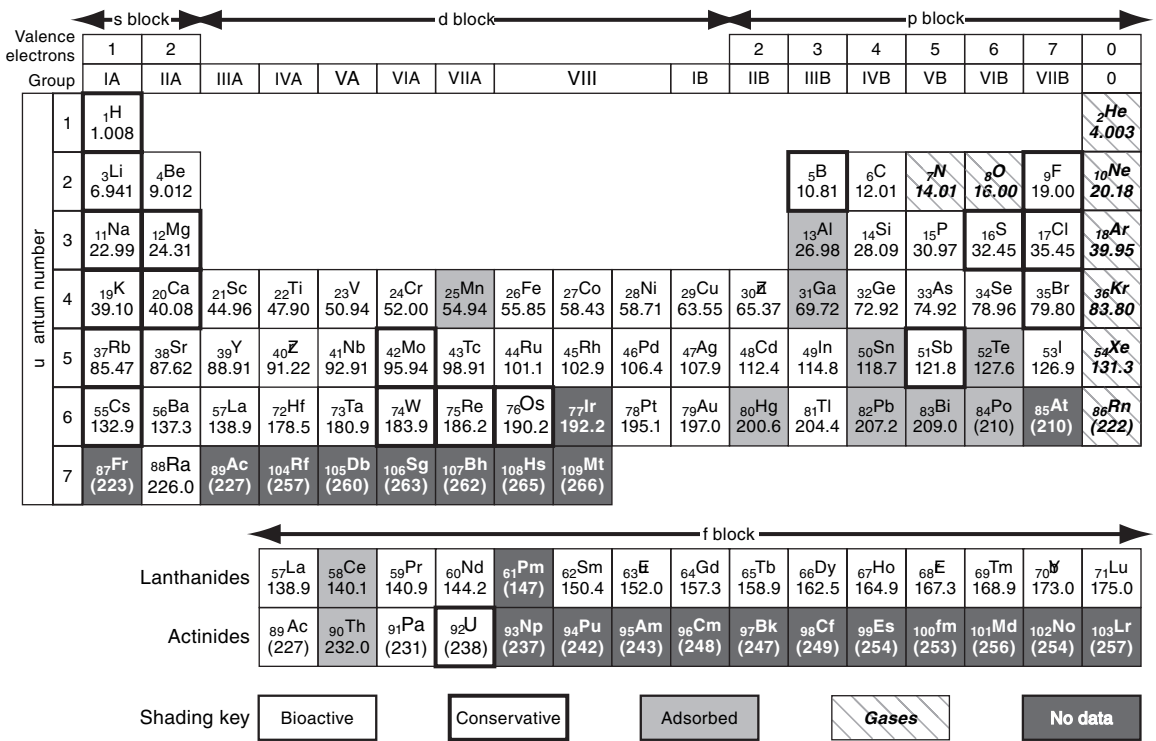 s block d block p block
Valence electrons 1 2 2 3 4 5 6 7 0
Group IA IIA IIIA IVA VA VIA VIIA VIII IB IIB IIIB IVB VB VIB VIIB 0
u antum number
1 1H 2He
1.008 4.003
2 3Li 4Be 5B 6C 7N 8O 9F 10Ne
6.941 9.012 10.81 12.01 14.01 16.00 19.00 20.18
3 11Na 12Mg 13Al 14Si 15P 16S 17Cl 18Ar
22.99 24.31 26.98 28.09 30.97 32.45 35.45 39.95
4 19K 20Ca 21Sc 22Ti 23V 24Cr 25Mn 26Fe 27Co 28Ni 29Cu 30Z 31Ga 32Ge 33As 34Se 35Br 36Kr
39.10 40.08 44.96 47.90 50.94 52.00 54.94 55.85 58.43 58.71 63.55 65.37 69.72 72.92 74.92 78.96 79.80 83.80
5 37Rb 38Sr 39Y 40Z 41Nb 42Mo 43Tc 44Ru 45Rh 46Pd 47Ag 48Cd 49In 50Sn 51Sb 52Te 53I 54Xe
85.47 87.62 88.91 91.22 92.91 95.94 98.91 101.1 102.9 106.4 107.9 112.4 114.8 118.7 121.8 127.6 126.9 131.3
6 55Cs 56Ba 57La 72Hf 73Ta 74W 75Re 76Os 77Ir 78Pt 79Au 80Hg 81Tl 82Pb 83Bi 84Po 85At 86Rn
132.9 137.3 138.9 178.5 180.9 183.9 186.2 190.2 192.2 195.1 197.0 200.6 204.4 207.2 209.0 (210) (210) (222)
7 87Fr 88Ra 89Ac 104Rf 105Db 106Sg 107Bh 108Hs 109Mt
(223) 226.0 (227) (257) (260) (263) (262) (265) (266)
f block
Lanthanides 57La 58Ce 59Pr 60Nd 61Pm 62Sm 63E 64Gd 65Tb 66Dy 67Ho 68E 69Tm 70Y 71Lu
138.9 140.1 140.9 144.2 (147) 150.4 152.0 157.3 158.9 162.5 164.9 167.3 168.9 173.0 175.0
Actinides 89Ac 90Th 91Pa 92U 93Np 94Pu 95Am 96Cm 97Bk 98Cf 99Es 100fm 101Md 102No 103Lr
(227) 232.0 (231) (238) (237) (242) (243) (248) (247) (249) (254) (253) (256) (254) (257)
Shading key Bioactive Conservative Adsorbed Gases No data